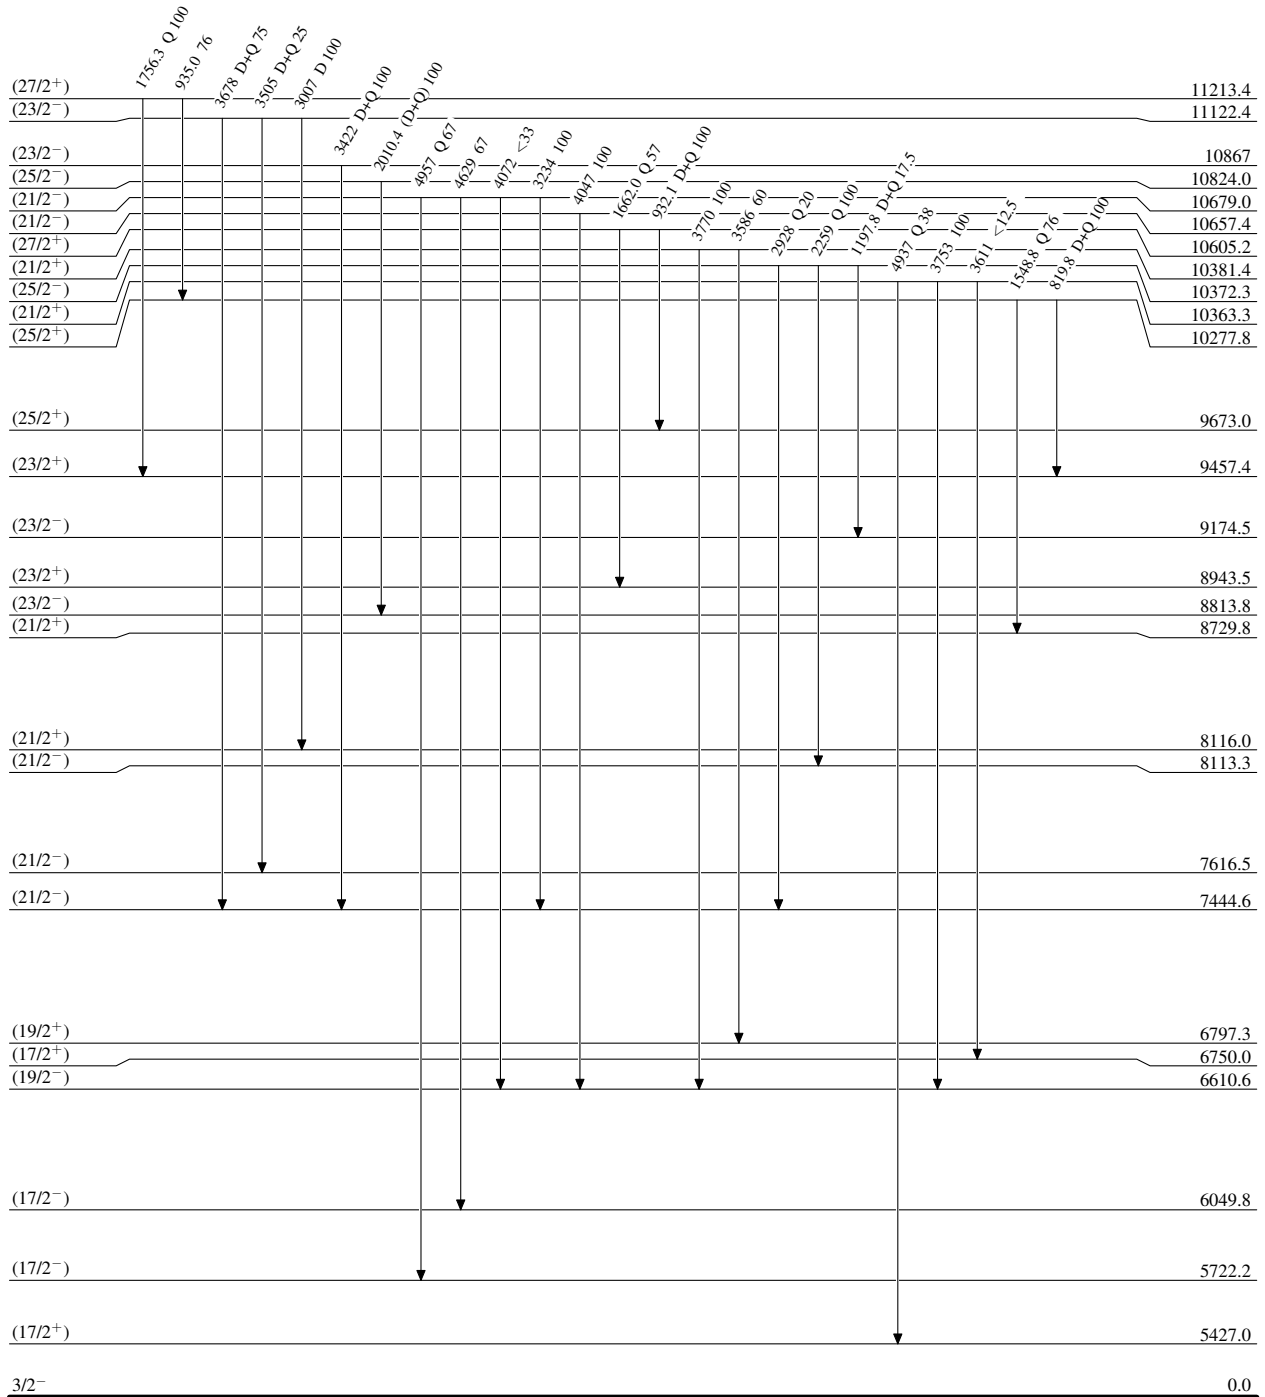 1756.3 Q 100
935.0 76
3678 D+Q 75
3505 D+Q 25
3007 D 100
3422 D+Q 100
2010.4 (D+Q) 100
4957 Q 67
4629 67
4072 <33
3234 100
4047 100
1662.0 Q 57
932.1 D+Q 100
3770 100
3586 60
2928 Q 20
2259 Q 100
1197.8 D+Q 17.5
4937 Q 38
3753 100
3611 <12.5
1548.8 Q 76
819.8 D+Q 100
(27/2⁺) 11213.4
(23/2⁻) 11122.4
(23/2⁻) 10867
(25/2⁻) 10824.0
(21/2⁻) 10679.0
(21/2⁻) 10657.4
(27/2⁺) 10605.2
(21/2⁺) 10381.4
(25/2⁻) 10372.3
(21/2⁺) 10363.3
(25/2⁺) 10277.8
(25/2⁺) 9673.0
(23/2⁺) 9457.4
(23/2⁻) 9174.5
(23/2⁺) 8943.5
(23/2⁻) 8813.8
(21/2⁺) 8729.8
(21/2⁺) 8116.0
(21/2⁻) 8113.3
(21/2⁻) 7616.5
(21/2⁻) 7444.6
(19/2⁺) 6797.3
(17/2⁺) 6750.0
(19/2⁻) 6610.6
(17/2⁻) 6049.8
(17/2⁻) 5722.2
(17/2⁺) 5427.0
3/2⁻ 0.0